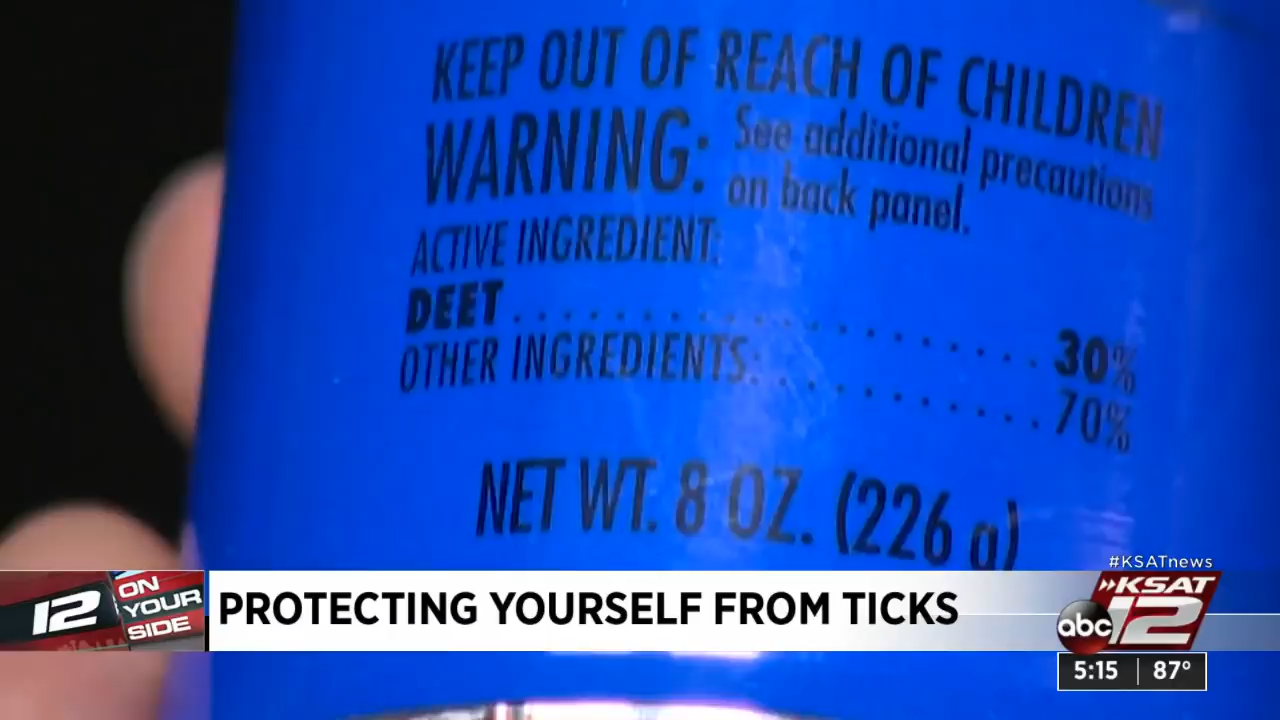 KEEP OUT OF REACH OF CHILDREN
WARNING: See additional precautions
on back panel.
ACTIVE INGREDIENT:
DEET .................... 30%
OTHER INGREDIENTS: .................... 70%
NET WT. 8 OZ. (226 g)
#KSATnews
12 ON YOUR SIDE
PROTECTING YOURSELF FROM TICKS
abc KSAT 12
5:15 87°